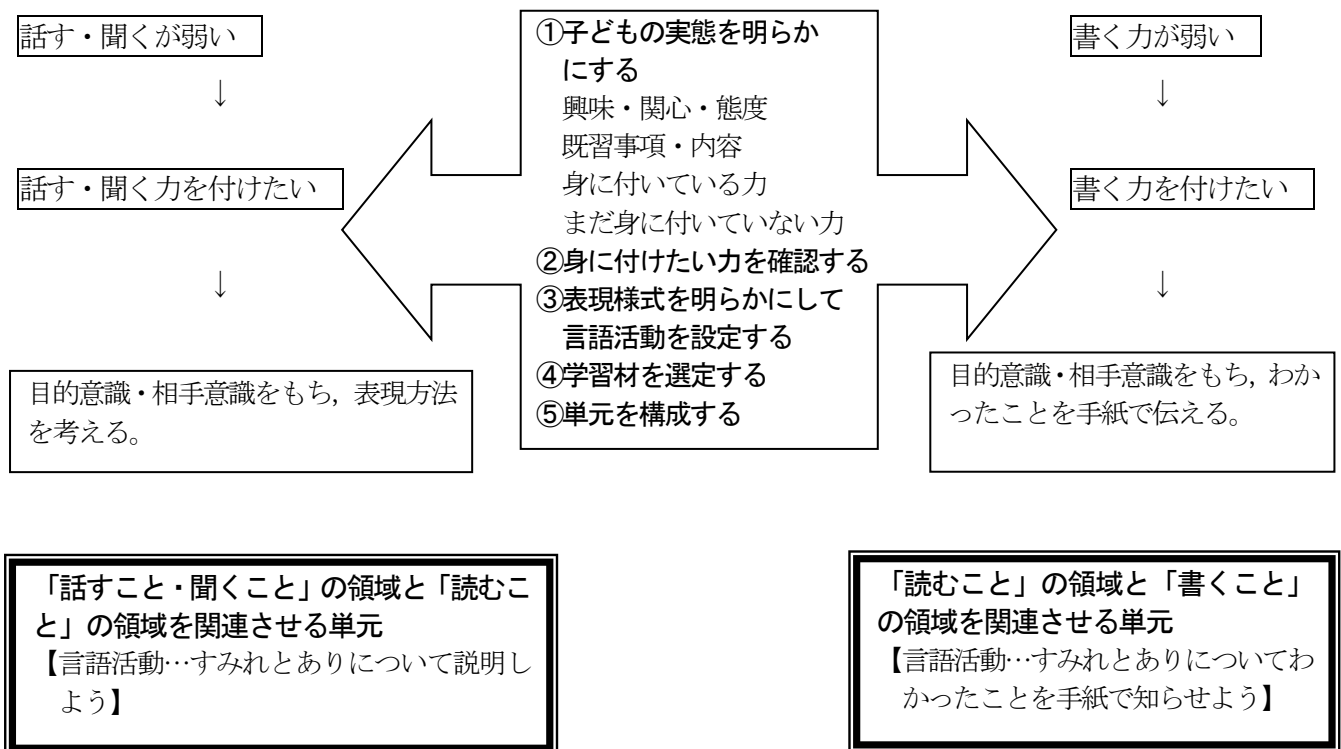 話す・聞くが弱い
↓
話す・聞く力を付けたい
↓
目的意識・相手意識をもち，表現方法
を考える。
①子どもの実態を明らか
にする
興味・関心・態度
既習事項・内容
身に付いている力
まだ身に付いていない力
②身に付けたい力を確認する
③表現様式を明らかにして
言語活動を設定する
④学習材を選定する
⑤単元を構成する
書く力が弱い
↓
書く力を付けたい
↓
目的意識・相手意識をもち，わか
ったことを手紙で伝える。
「話すこと・聞くこと」の領域と「読むこ
と」の領域を関連させる単元
【言語活動…すみれとありについて説明し
よう】
「読むこと」の領域と「書くこと」
の領域を関連させる単元
【言語活動…すみれとありについてわ
かったことを手紙で知らせよう】